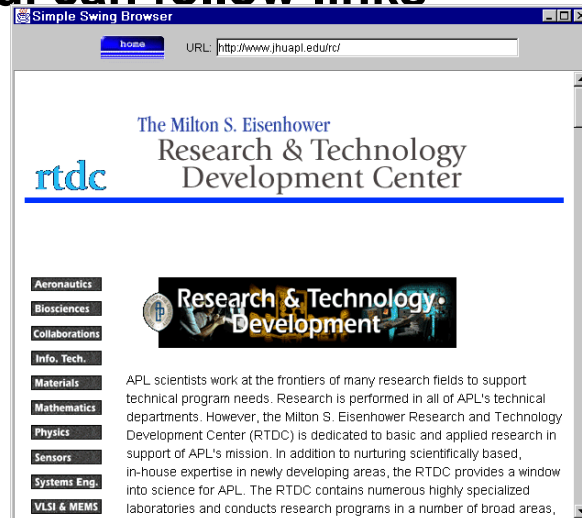 can follow links
Simple Swing Browser
home
URL: http://www.jhuapl.edu/rc/
The Milton S. Eisenhower
Research & Technology
rtdc Development Center
Aeronautics
Biosciences
Collaborations
Info. Tech.
Materials
Mathematics
Physics
Sensors
Systems Eng.
VLSI & MEMS
Research & Technology
Development
APL scientists work at the frontiers of many research fields to support
technical program needs. Research is performed in all of APL's technical
departments. However, the Milton S. Eisenhower Research and Technology
Development Center (RTDC) is dedicated to basic and applied research in
support of APL's mission. In addition to nurturing scientifically based,
in-house expertise in newly developing areas, the RTDC provides a window
into science for APL. The RTDC contains numerous highly specialized
laboratories and conducts research programs in a number of broad areas,